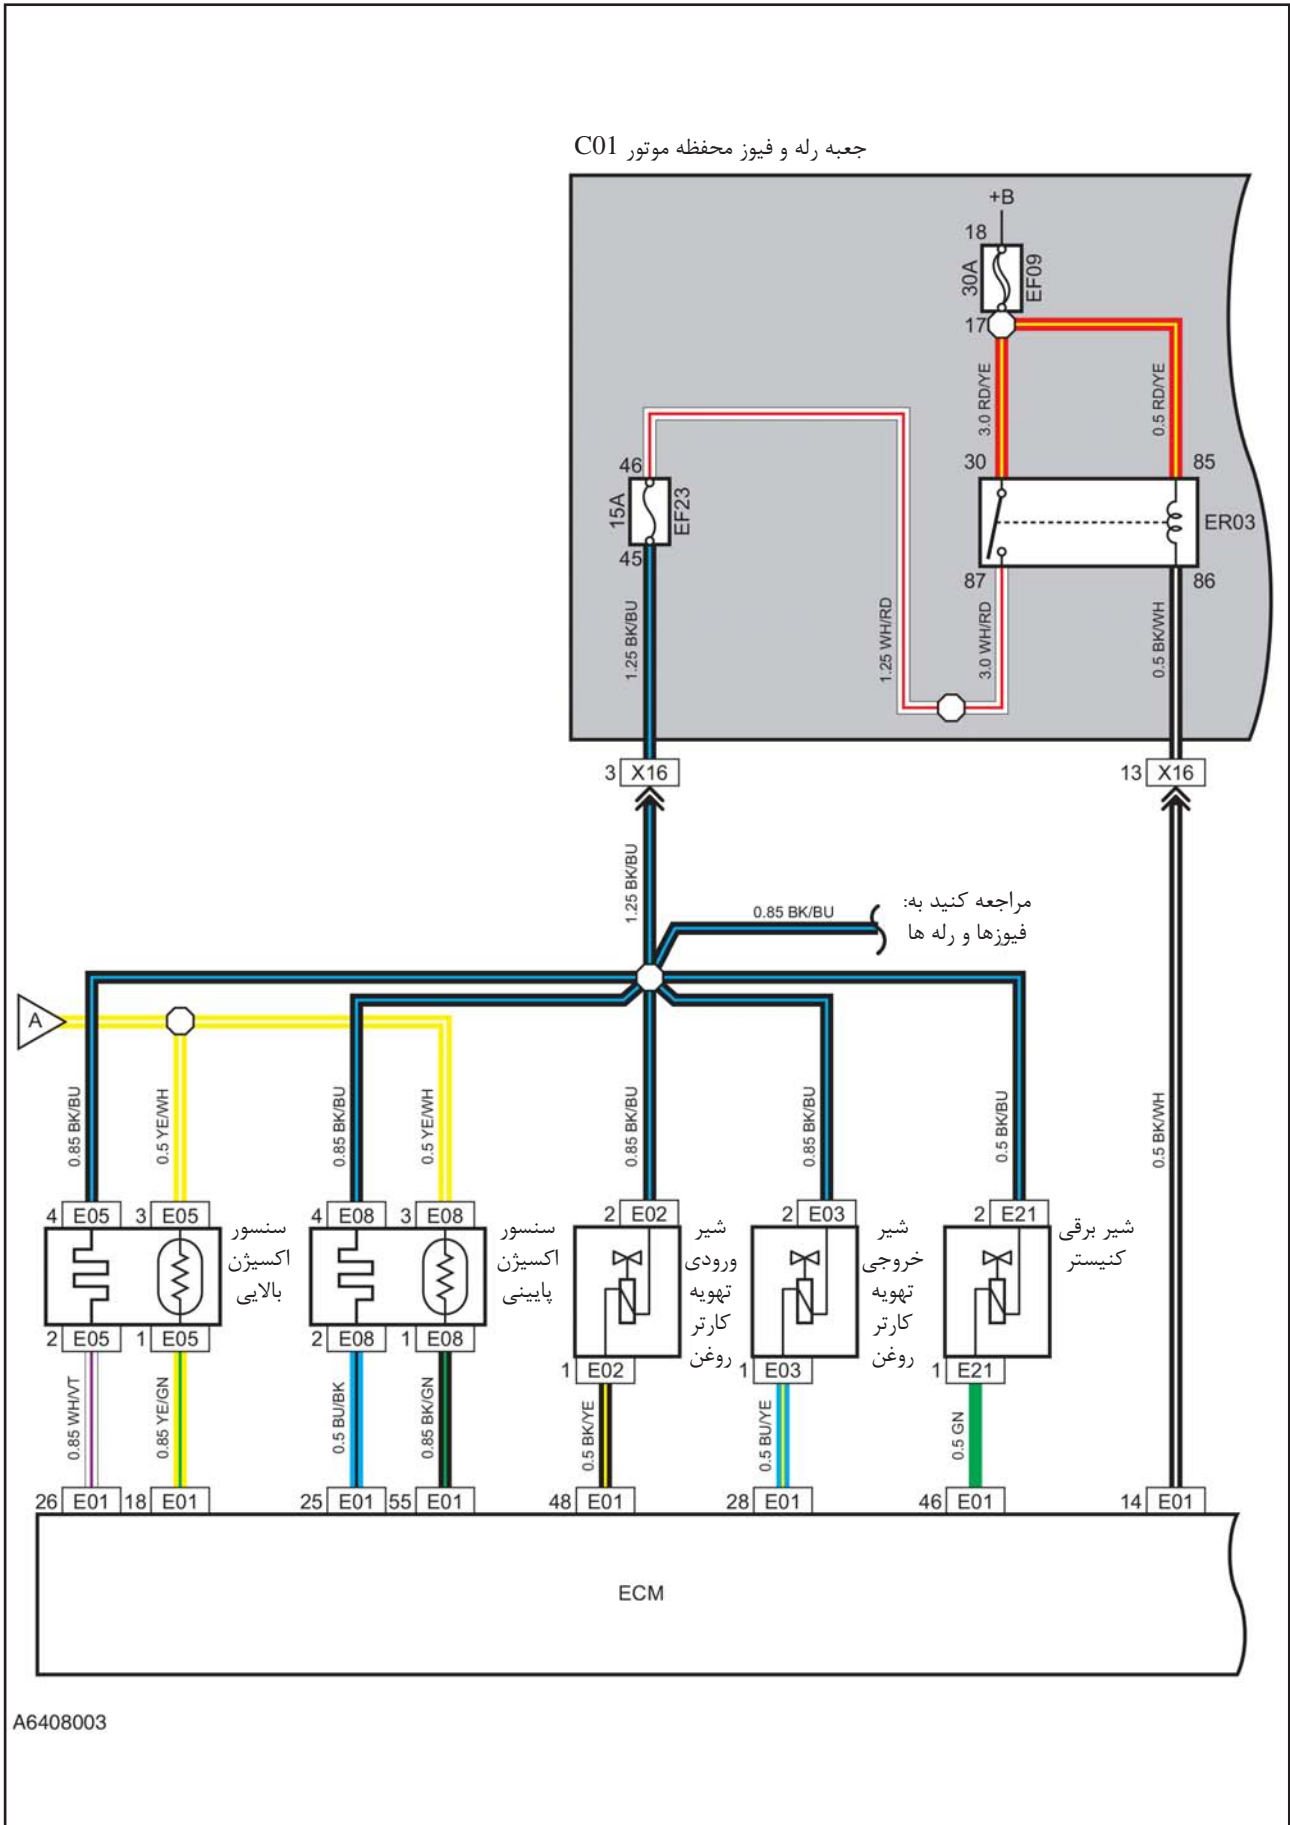 جعبه رله و فیوز محفظه موتور C01
+B
18
30A
EF09
17
3.0 RD/YE
0.5 RD/YE
46
15A
EF23
45
30
85
ER03
87
86
1.25 BK/BU
1.25 WH/RD
3.0 WH/RD
0.5 BK/WH
3 X16
13 X16
1.25 BK/BU
0.85 BK/BU
مراجعه کنید به:
فیوزها و رله ها
A
0.85 BK/BU
0.5 YE/WH
0.85 BK/BU
0.5 YE/WH
0.85 BK/BU
0.85 BK/BU
0.5 BK/BU
0.5 BK/WH
4 E05
3 E05
سنسور
اکسیژن
بالایی
4 E08
3 E08
سنسور
اکسیژن
پایینی
2 E02
شیر
ورودی
تهویه
کارتر
روغن
2 E03
شیر
خروجی
تهویه
کارتر
روغن
2 E21
شیر برقی
کنیستر
2 E05
1 E05
2 E08
1 E08
1 E02
1 E03
1 E21
0.85 WH/VT
0.85 YE/GN
0.5 BU/BK
0.85 BK/GN
0.5 BK/YE
0.5 BU/YE
0.5 GN
26 E01
18 E01
25 E01
55 E01
48 E01
28 E01
46 E01
14 E01
ECM
A6408003